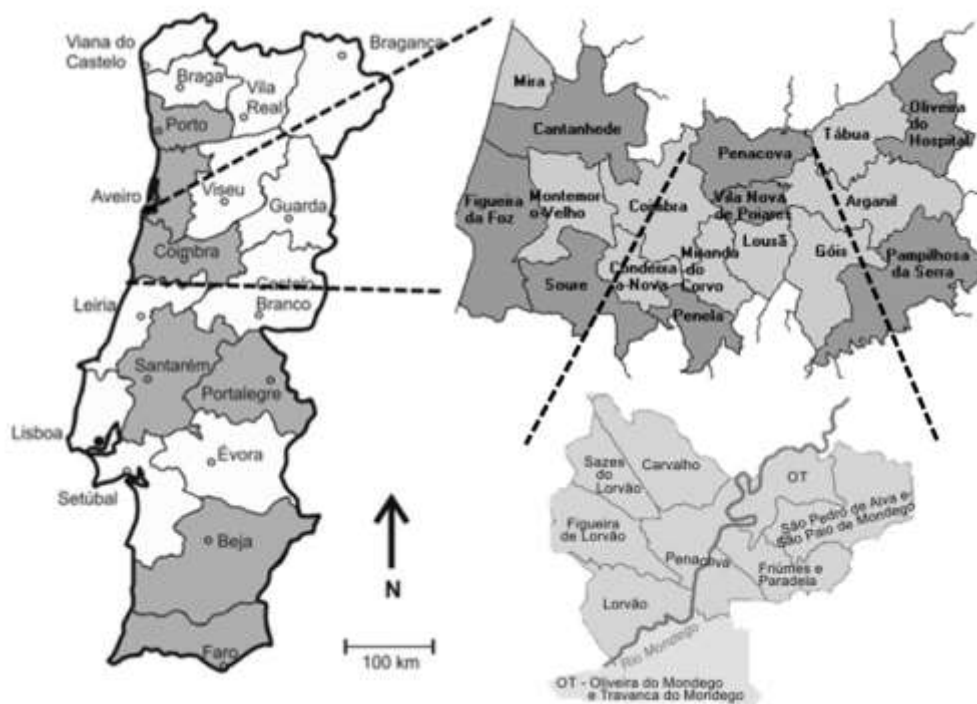 Viana do
Castelo
Bragança
Braga
Vila
Real
Porto
Aveiro
Viseu
Guarda
Coimbra
Castelo
Branco
Leiria
Santarém
Portalegre
Lisboa
Évora
Setúbal
Beja
Faro
N
100 km
Mira
Cantanhede
Oliveira
do
Hospital
Tábua
Penacova
Figueira
da Foz
Montemor
o-Velho
Coimbra
Vila Nova
de Poiares
Arganil
Lousã
Góis
Pampilhosa
da Serra
Soure
Condeixa
a-Nova
Miranda
do
Corvo
Penela
Sazes
do
Lorvão
Carvalho
OT
São Pedro de Alva e
São Paio de Mondego
Figueira
de Lorvão
Penacova
Friúmes e
Paradela
Lorvão
Rio Mondego
OT - Oliveira do Mondego
e Travanca do Mondego